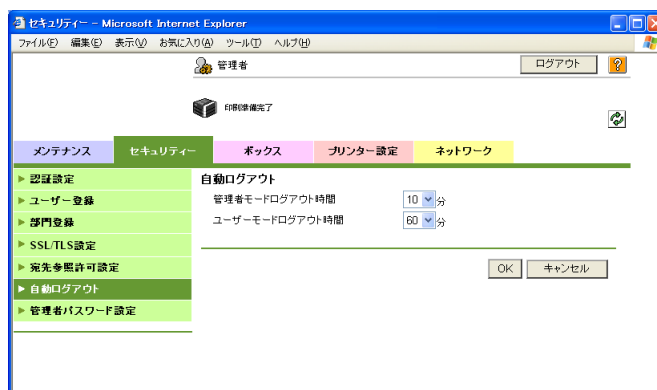 セキュリティー - Microsoft Internet Explorer
ファイル(F) 編集(E) 表示(V) お気に入り(A) ツール(T) ヘルプ(H)
管理者 ログアウト ?
印刷準備完了
メンテナンス セキュリティー ボックス プリンター設定 ネットワーク
認証設定
ユーザー登録
部門登録
SSL/TLS設定
宛先参照許可設定
自動ログアウト
管理者パスワード設定
自動ログアウト
管理者モードログアウト時間 10 分
ユーザーモードログアウト時間 60 分
OK キャンセル